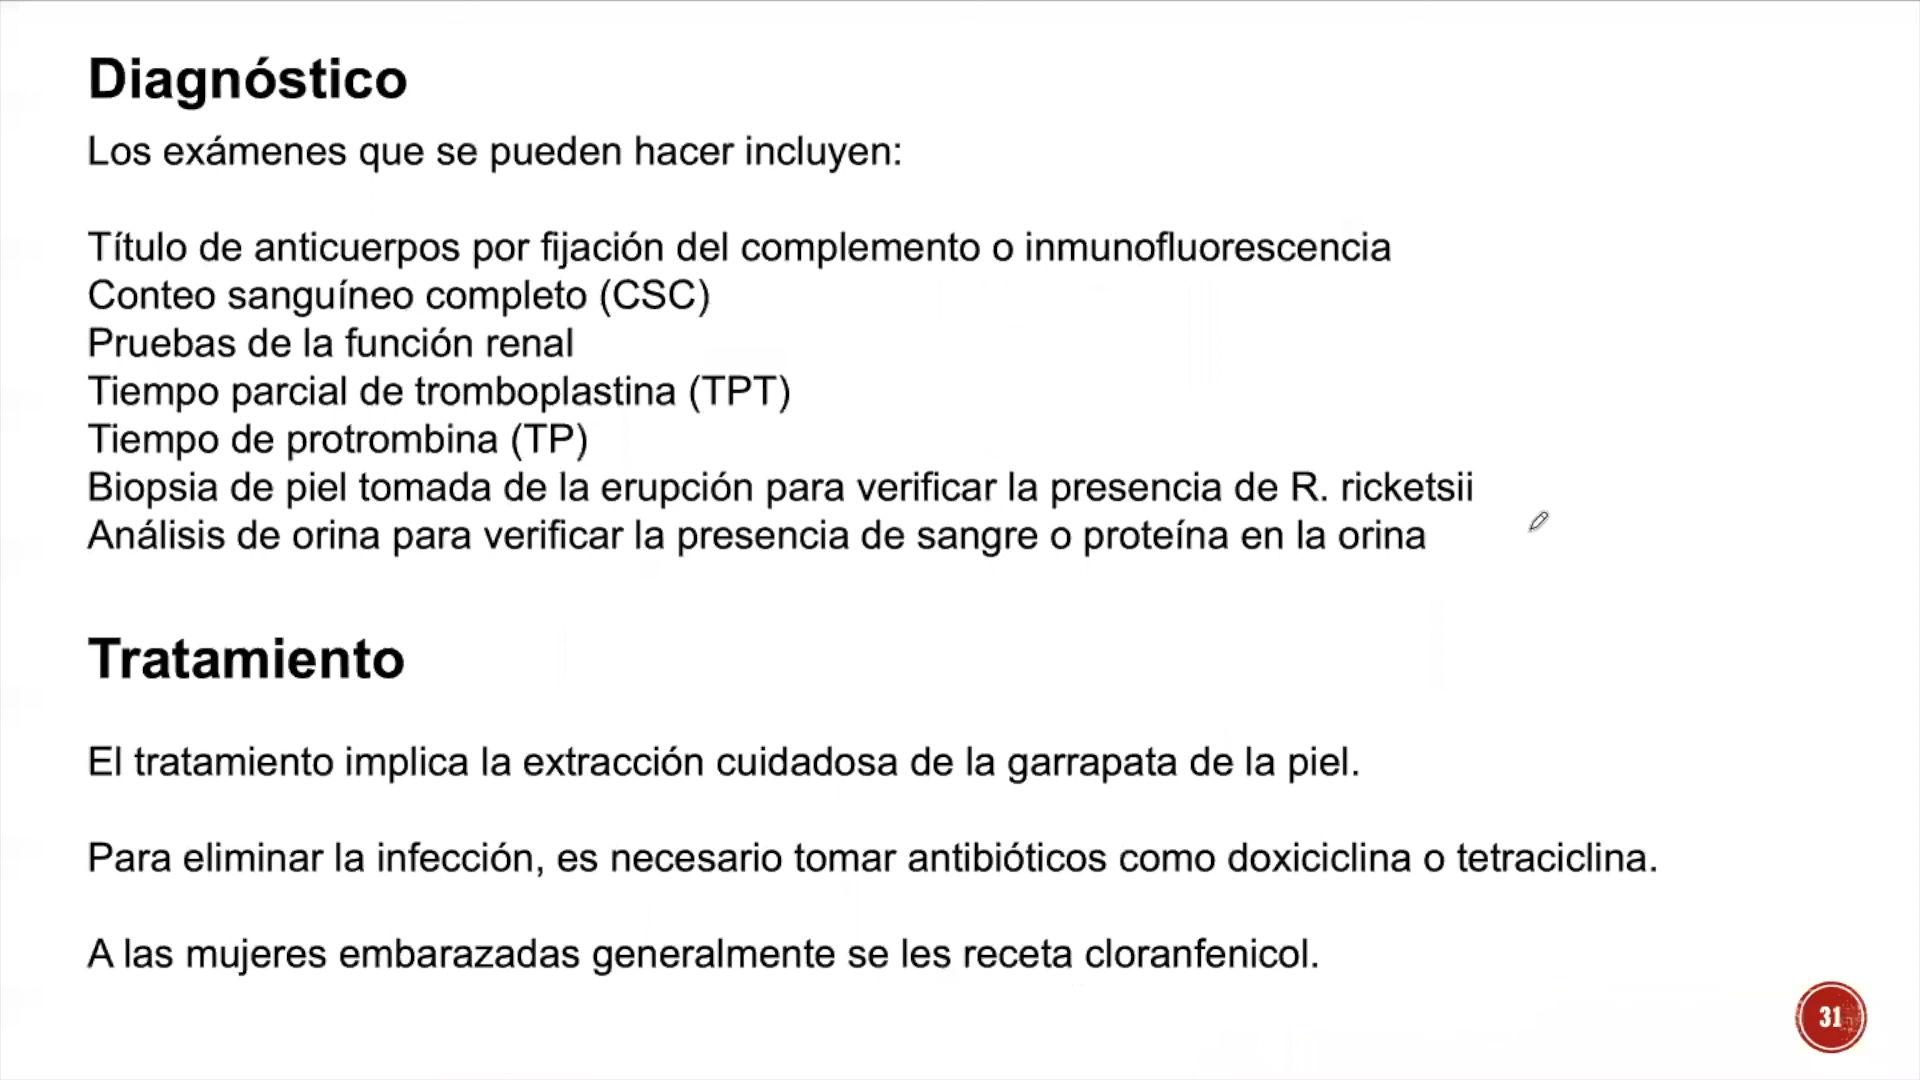 Diagnóstico
Los exámenes que se pueden hacer incluyen:
Título de anticuerpos por fijación del complemento o inmunofluorescencia
Conteo sanguíneo completo (CSC)
Pruebas de la función renal
Tiempo parcial de tromboplastina (TPT)
Tiempo de protrombina (TP)
Biopsia de piel tomada de la erupción para verificar la presencia de R. ricketsii
Análisis de orina para verificar la presencia de sangre o proteína en la orina
Tratamiento
El tratamiento implica la extracción cuidadosa de la garrapata de la piel.
Para eliminar la infección, es necesario tomar antibióticos como doxiciclina o tetraciclina.
A las mujeres embarazadas generalmente se les receta cloranfenicol.
31